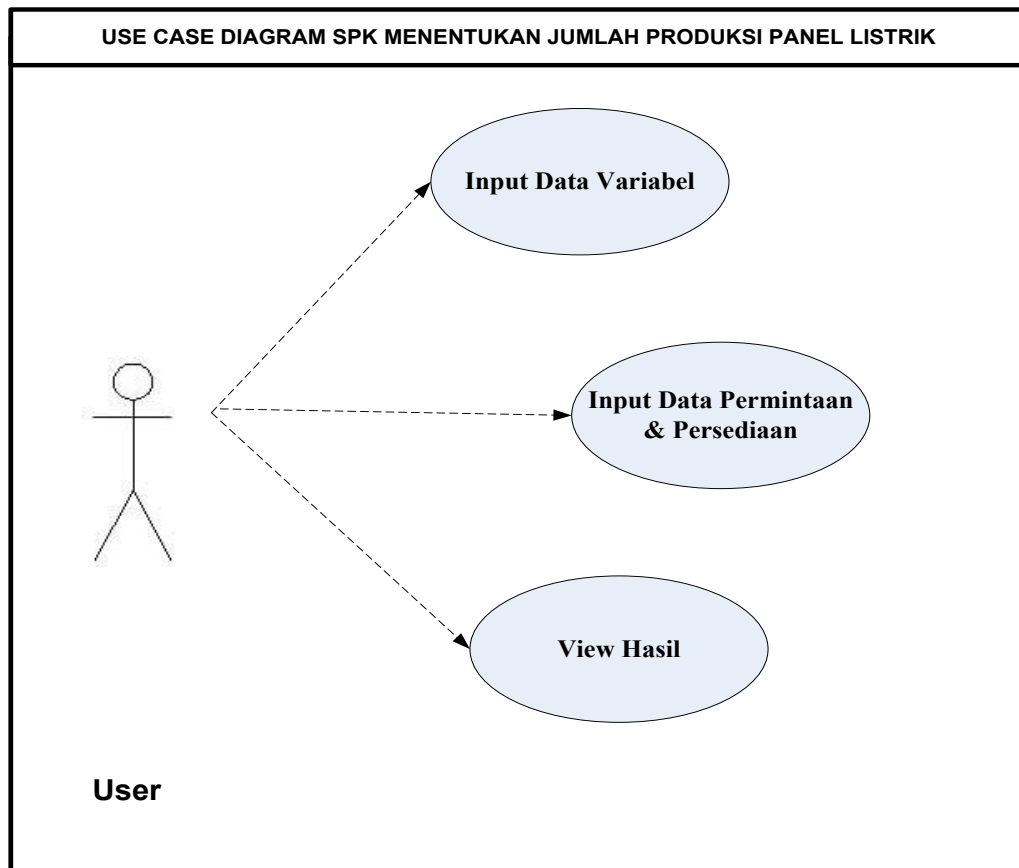 USE CASE DIAGRAM SPK MENENTUKAN JUMLAH PRODUKSI PANEL LISTRIK
Input Data Variabel
Input Data Permintaan
& Persediaan
View Hasil
User